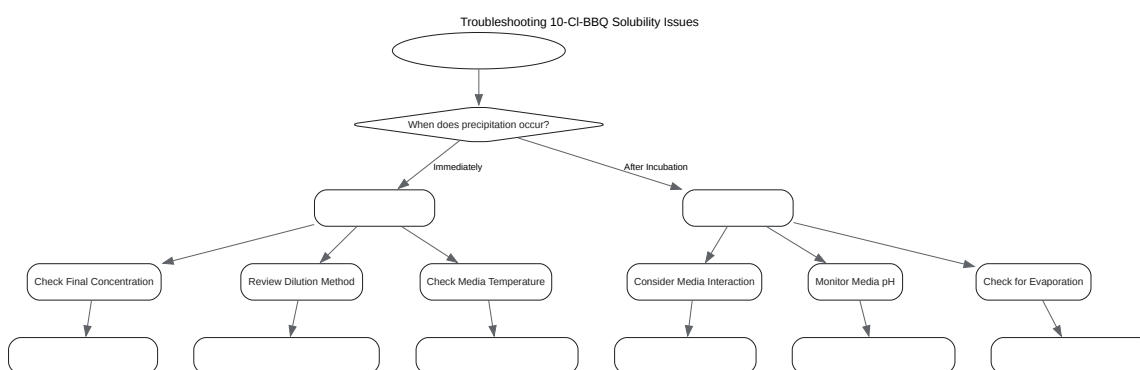 Troubleshooting 10-Cl-BBQ Solubility Issues
When does precipitation occur?
Immediately
After Incubation
Check Final Concentration
Review Dilution Method
Check Media Temperature
Consider Media Interaction
Monitor Media pH
Check for Evaporation